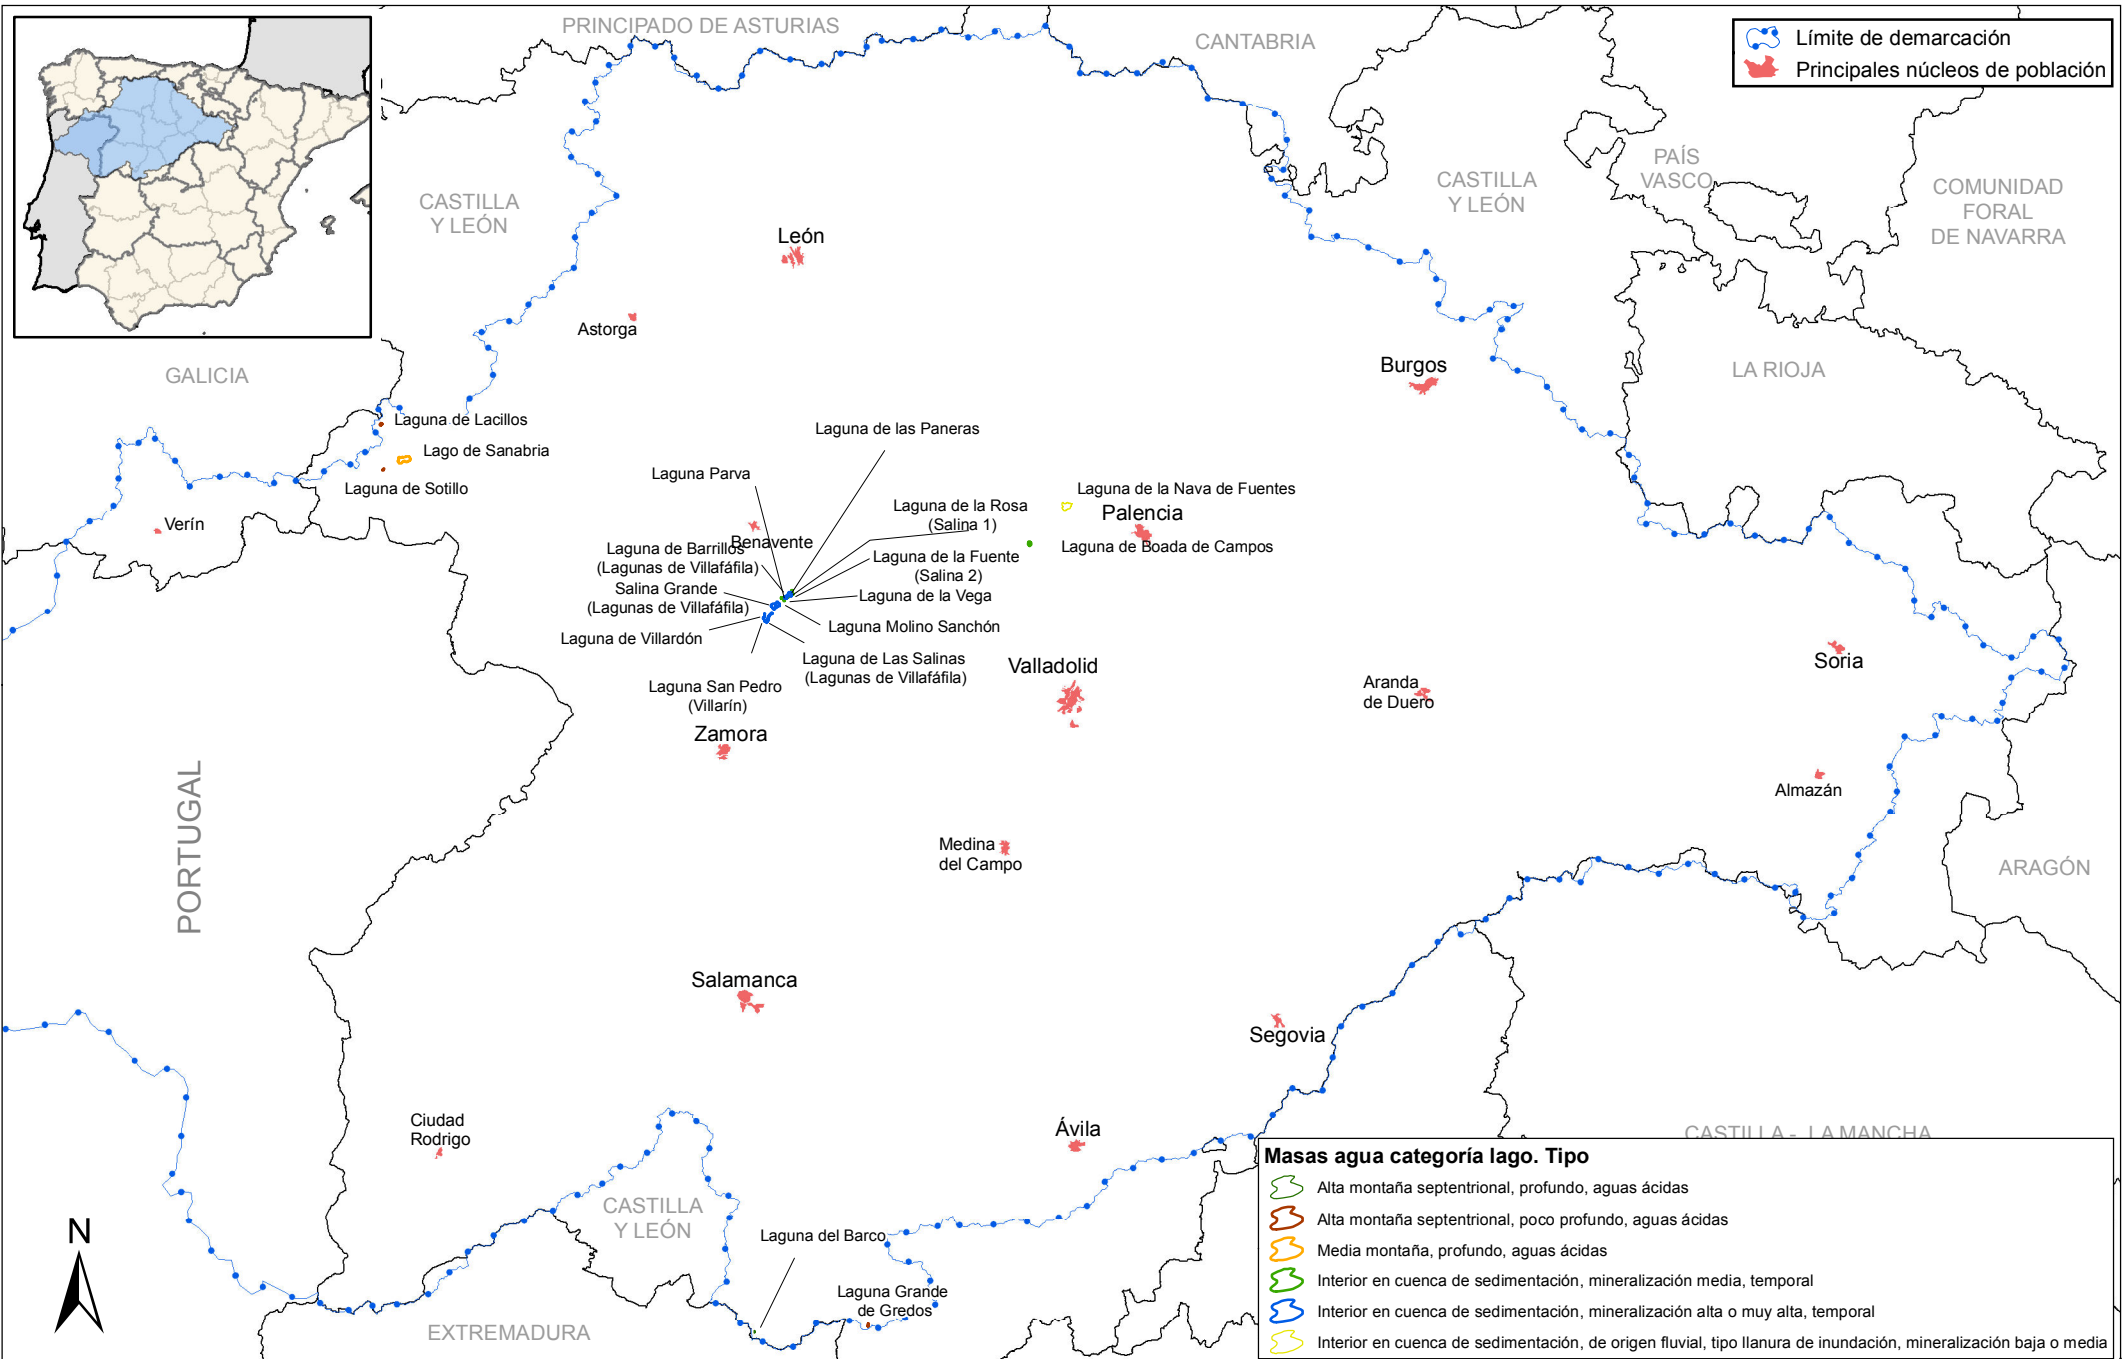 PRINCIPADO DE ASTURIAS
CANTABRIA
Límite de demarcación
Principales núcleos de población
CASTILLA
Y LEÓN
León
CASTILLA
Y LEÓN
PAÍS
VASCO
COMUNIDAD
FORAL
DE NAVARRA
Astorga
GALICIA
Burgos
LA RIOJA
Laguna de Lacillos
Lago de Sanabria
Laguna de Sotillo
Verín
Laguna de las Paneras
Laguna Parva
Laguna de la Rosa
(Salina 1)
Laguna de la Nava de Fuentes
Palencia
Benavente
Laguna de Boada de Campos
Laguna de Barrillos
(Lagunas de Villafáfila)
Laguna de la Fuente
(Salina 2)
Salina Grande
(Lagunas de Villafáfila)
Laguna de la Vega
Laguna de Villardón
Laguna Molino Sanchón
Laguna de Las Salinas
(Lagunas de Villafáfila)
Laguna San Pedro
(Villarín)
Valladolid
Zamora
Aranda
de Duero
Soria
Almazán
PORTUGAL
Medina
del Campo
ARAGÓN
Salamanca
Segovia
Ciudad
Rodrigo
Ávila
CASTILLA - LA MANCHA
CASTILLA
Y LEÓN
Laguna del Barco
Laguna Grande
de Gredos
EXTREMADURA
N
Masas agua categoría lago. Tipo
Alta montaña septentrional, profundo, aguas ácidas
Alta montaña septentrional, poco profundo, aguas ácidas
Media montaña, profundo, aguas ácidas
Interior en cuenca de sedimentación, mineralización media, temporal
Interior en cuenca de sedimentación, mineralización alta o muy alta, temporal
Interior en cuenca de sedimentación, de origen fluvial, tipo llanura de inundación, mineralización baja o media